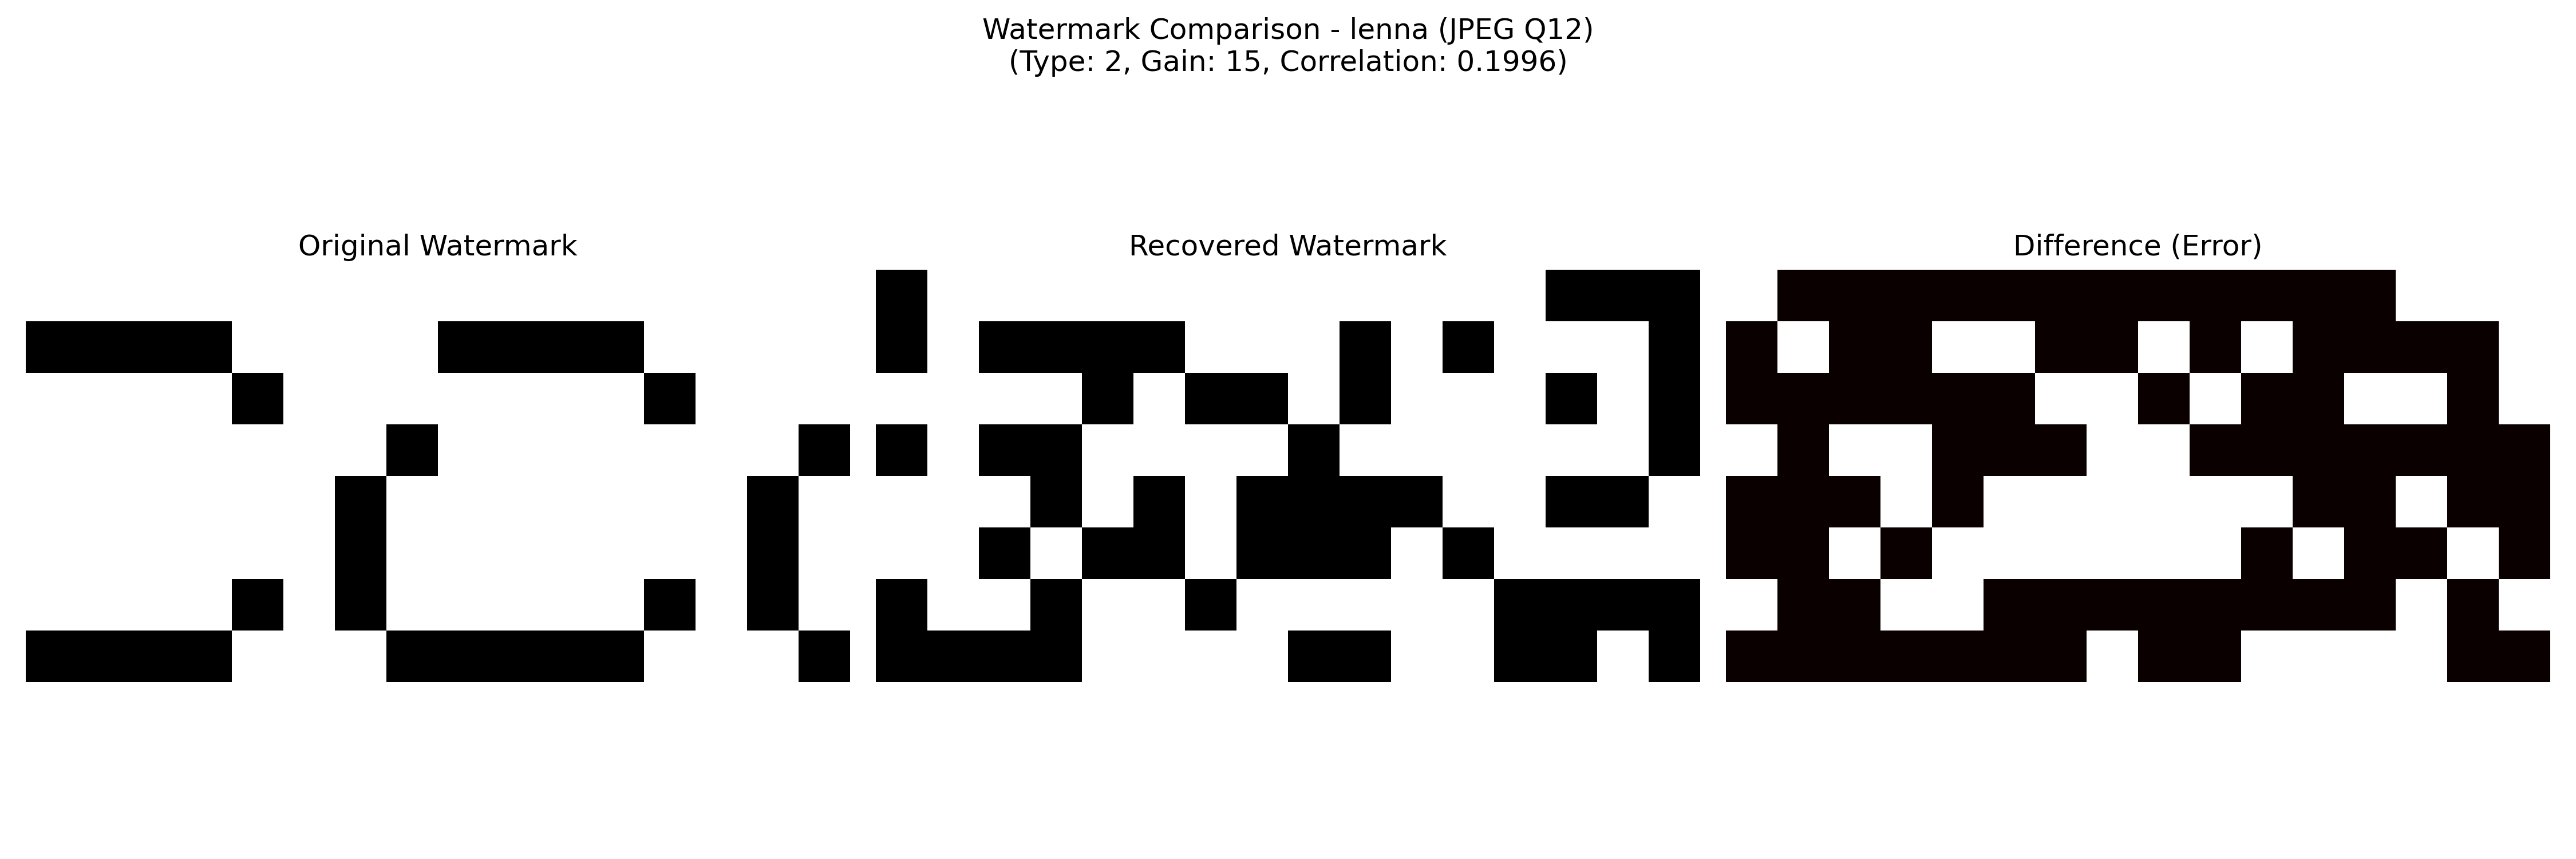 Watermark Comparison - lenna (JPEG Q12)
(Type: 2, Gain: 15, Correlation: 0.1996)
Original Watermark
Recovered Watermark
Difference (Error)